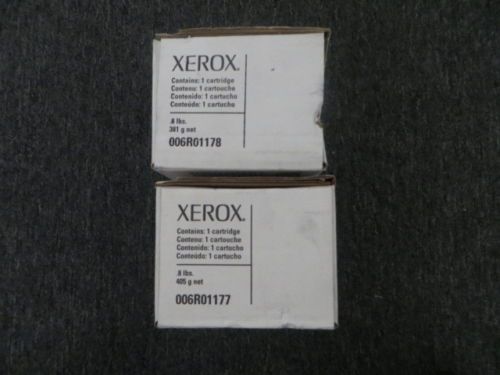 XEROX.
Contains: 1 cartridge
Contenu: 1 cartouche
Contenido: 1 cartucho
Conteúdo: 1 cartucho
.8 lbs.
381 g net
006R01178
XEROX.
Contains: 1 cartridge
Contenu: 1 cartouche
Contenido: 1 cartucho
Conteúdo: 1 cartucho
.8 lbs.
405 g net
006R01177